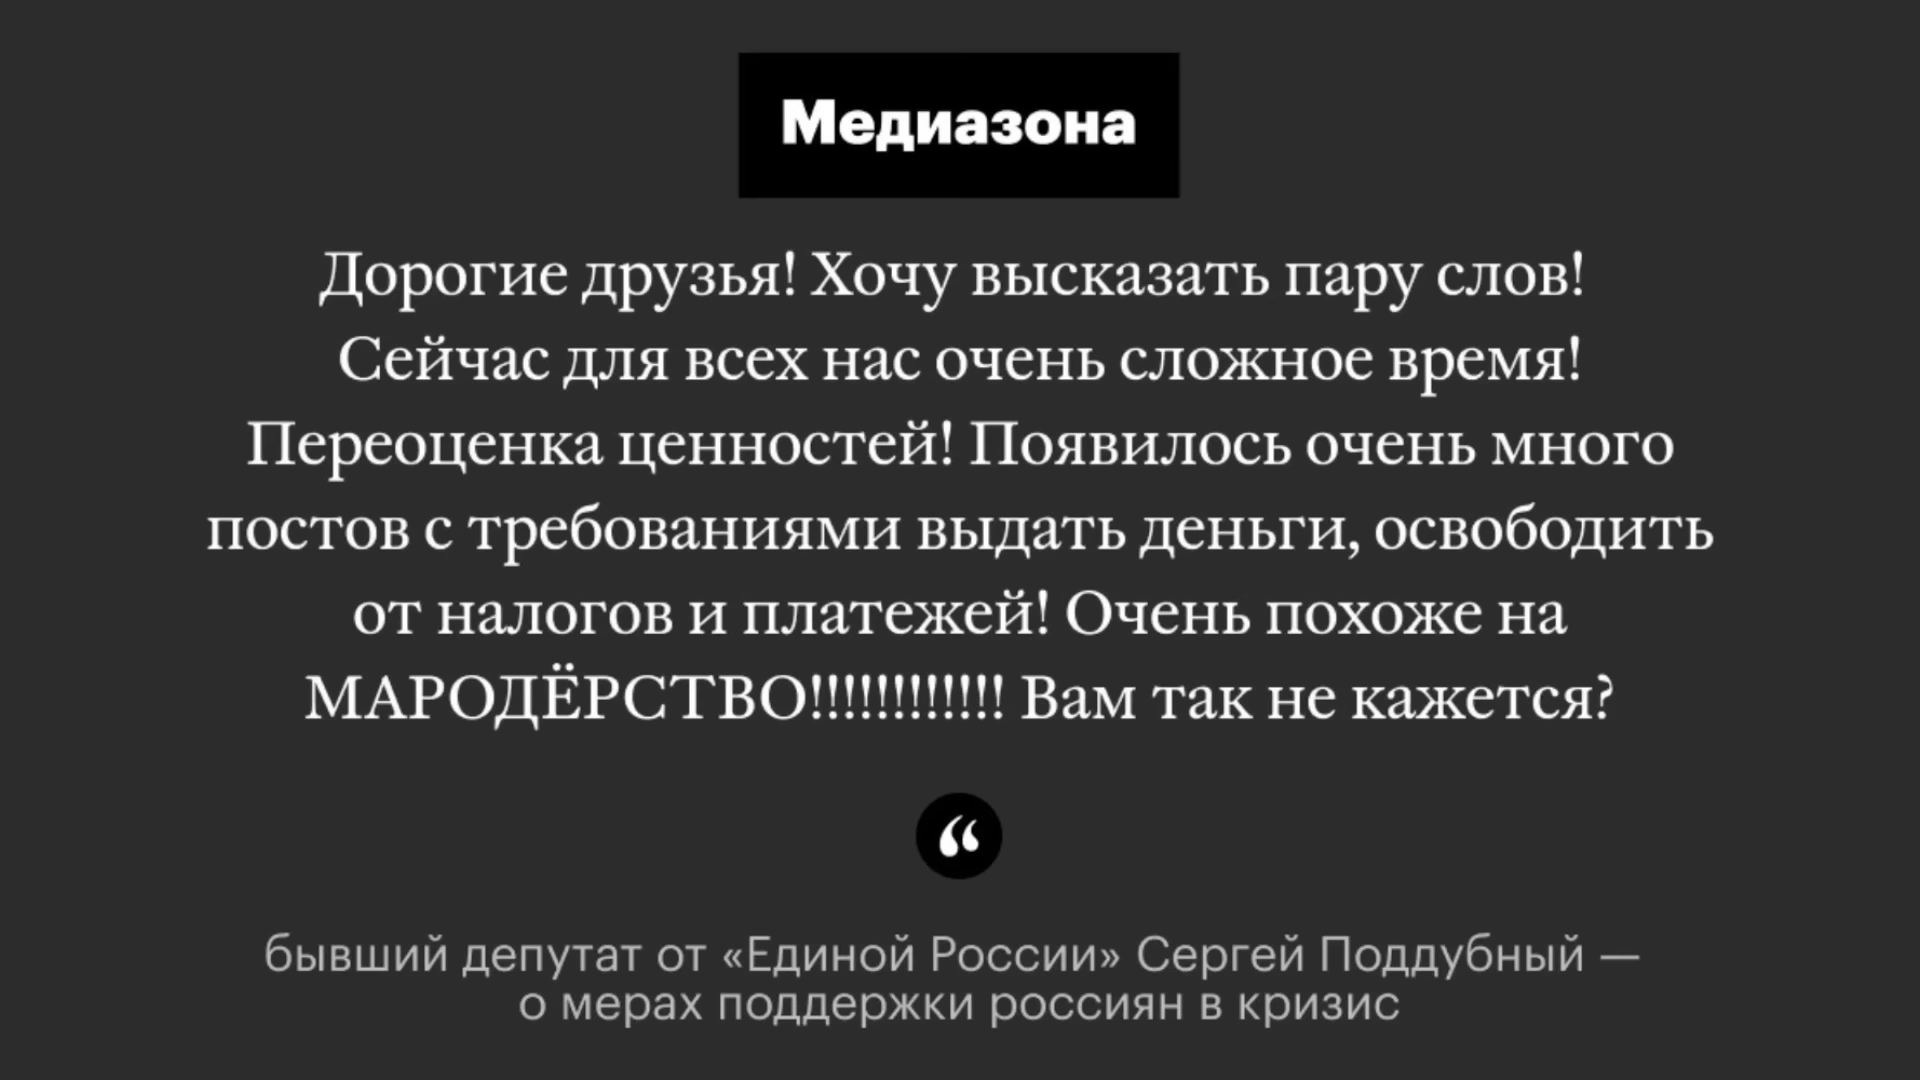 Медиазона
Дорогие друзья! Хочу высказать пару слов!
Сейчас для всех нас очень сложное время!
Переоценка ценностей! Появилось очень много
постов с требованиями выдать деньги, освободить
от налогов и платежей! Очень похоже на
МАРОДЁРСТВО!!!!!!!!!!!! Вам так не кажется?
“
бывший депутат от «Единой России» Сергей Поддубный —
о мерах поддержки россиян в кризис